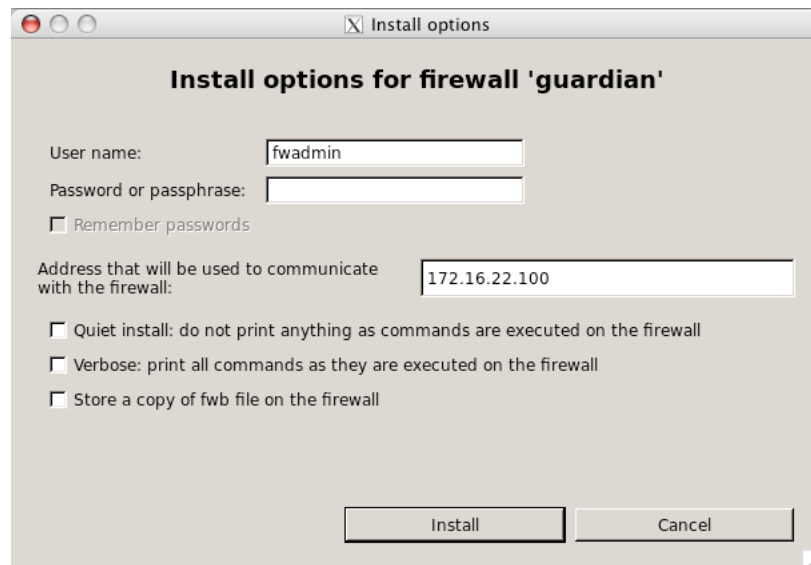 Install options
Install options for firewall 'guardian'
User name:
fwadmin
Password or passphrase:
Remember passwords
Address that will be used to communicate
with the firewall:
172.16.22.100
Quiet install: do not print anything as commands are executed on the firewall
Verbose: print all commands as they are executed on the firewall
Store a copy of fwb file on the firewall
Install
Cancel